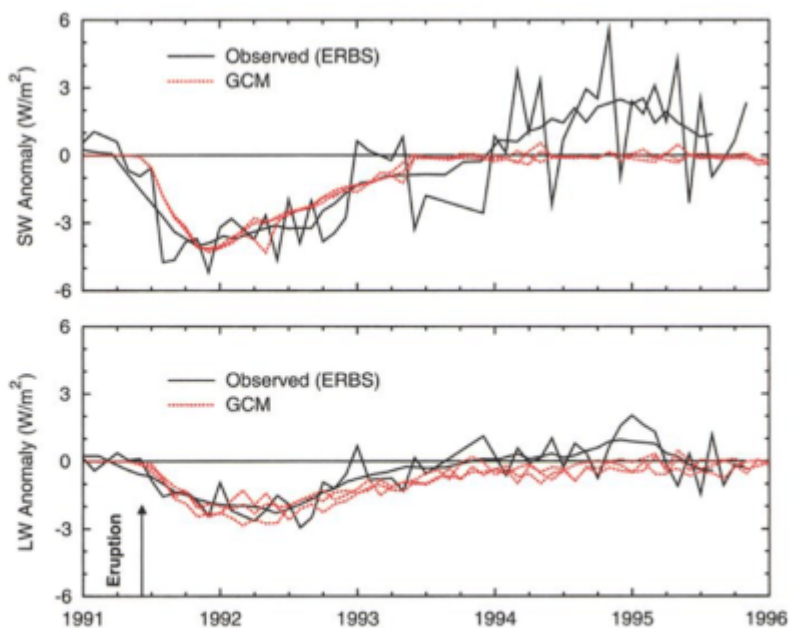 6
3
0
-3
-6
SW Anomaly (W/m²)
Observed (ERBS)
GCM
6
3
0
-3
-6
LW Anomaly (W/m²)
Observed (ERBS)
GCM
Eruption
1991 1992 1993 1994 1995 1996